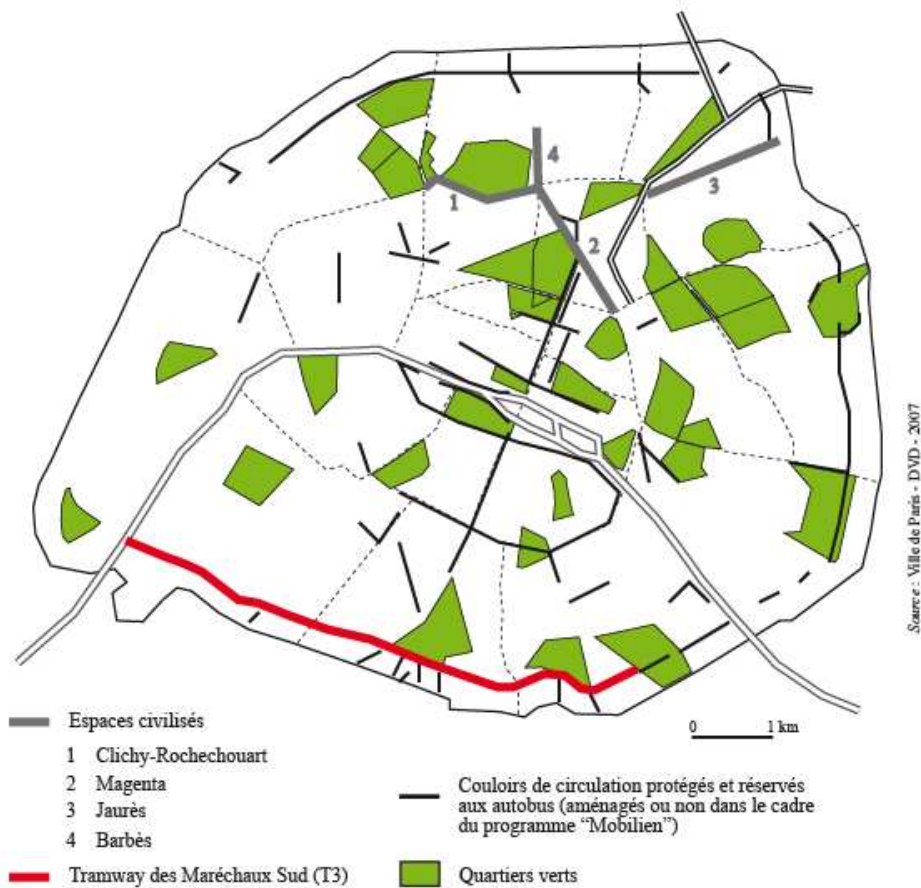 4
3
1
2
Source : Ville de Paris - DVD - 2007
0 1 km
Espaces civilisés
1 Clichy-Rochechouart
2 Magenta
3 Jaurès
4 Barbès
Tramway des Maréchaux Sud (T3)
Couloirs de circulation protégés et réservés
aux autobus (aménagés ou non dans le cadre
du programme “Mobilien”)
Quartiers verts